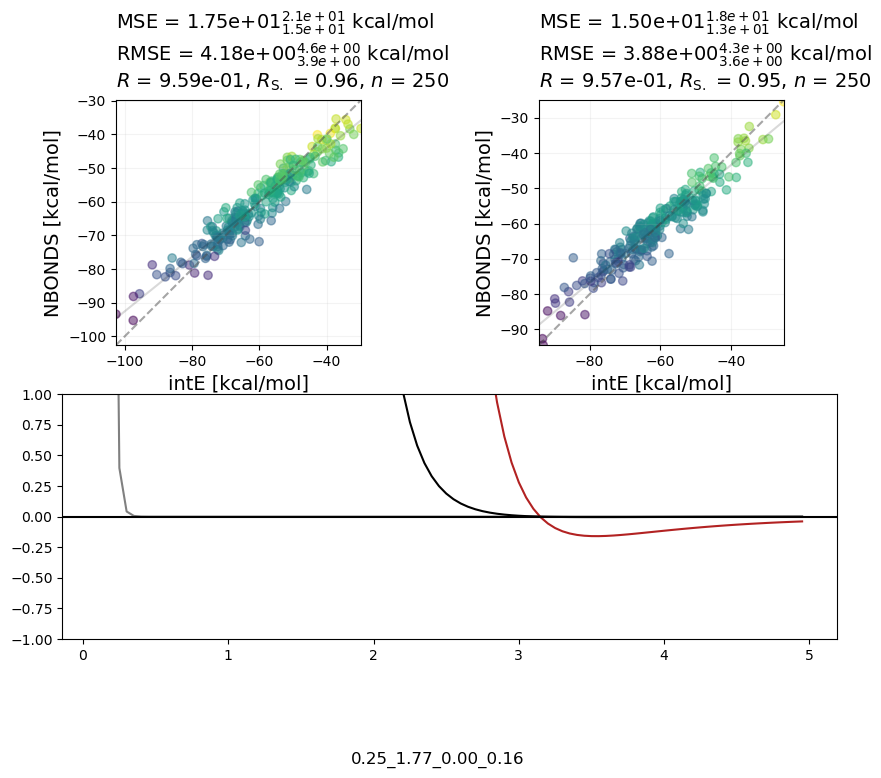 MSE = 1.75e+01 2.1e+01 1.5e+01 kcal/mol
RMSE = 4.18e+00 4.6e+00 3.9e+00 kcal/mol
R = 9.59e-01, R_S. = 0.96, n = 250
MSE = 1.50e+01 1.8e+01 1.3e+01 kcal/mol
RMSE = 3.88e+00 4.3e+00 3.6e+00 kcal/mol
R = 9.57e-01, R_S. = 0.95, n = 250
NBONDS [kcal/mol]
−30
−40
−50
−60
−70
−80
−90
−100
−100 −80 −60 −40
intE [kcal/mol]
NBONDS [kcal/mol]
−30
−40
−50
−60
−70
−80
−90
−80 −60 −40
intE [kcal/mol]
1.00
0.75
0.50
0.25
0.00
−0.25
−0.50
−0.75
−1.00
0 1 2 3 4 5
0.25_1.77_0.00_0.16